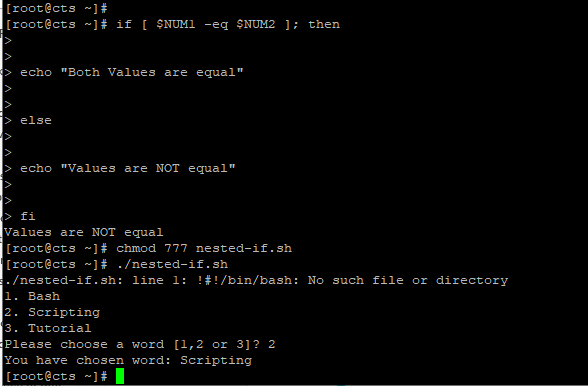 [root@cts ~]#
[root@cts ~]# if [ $NUM1 -eq $NUM2 ]; then
>
>
> echo "Both Values are equal"
>
>
> else
>
>
> echo "Values are NOT equal"
>
>
> fi
Values are NOT equal
[root@cts ~]# chmod 777 nested-if.sh
[root@cts ~]# ./nested-if.sh
./nested-if.sh: line 1: !#!/bin/bash: No such file or directory
1. Bash
2. Scripting
3. Tutorial
Please choose a word [1,2 or 3]? 2
You have chosen word: Scripting
[root@cts ~]#